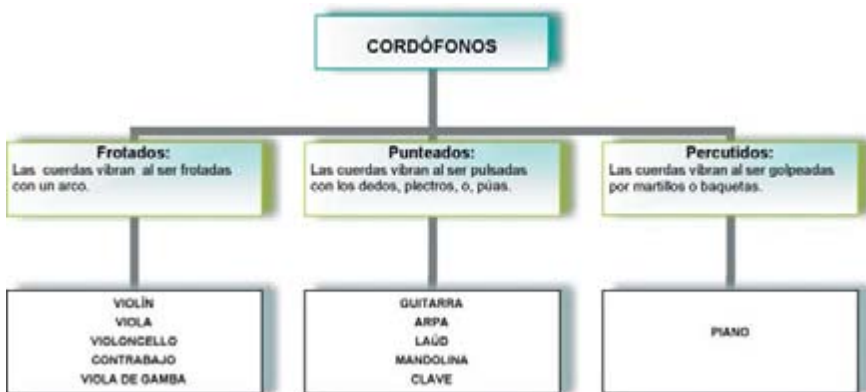 CORDÓFONOS
Frotados:
Las cuerdas vibran al ser frotadas
con un arco.
Punteados:
Las cuerdas vibran al ser pulsadas
con los dedos, plectros, o, púas.
Percutidos:
Las cuerdas vibran al ser golpeadas
por martillos o baquetas.
VIOLÍN
VIOLA
VIOLONCELLO
CONTRABAJO
VIOLA DE GAMBA
GUITARRA
ARPA
LAÚD
MANDOLINA
CLAVE
PIANO